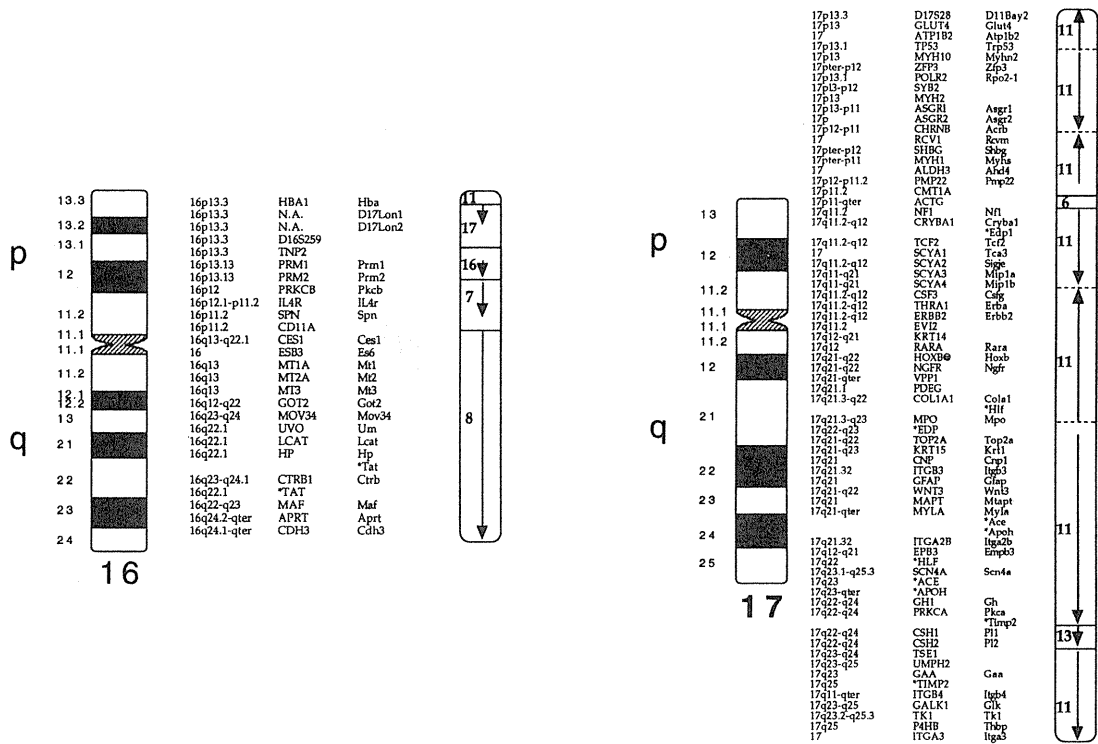 13.3
13.2
13.1
12
11.2
11.1
11.1
11.2
12.1
12.2
13
21
22
23
24
p
q
16
16p13.3 HBA1 Hba
16p13.3 N.A. D17Lon1
16p13.3 N.A. D17Lon2
16p13.3 D16S259
16p13.3 TNP2
16p13.13 PRM1 Prm1
16p13.13 PRM2 Prm2
16p12 PRKCB Pkcb
16p12.1-p11.2 IL4R IL4r
16p11.2 SPN Spn
16p11.2 CD11A
16q13-q22.1 CES1 Ces1
16 ESB3 Es6
16q13 MT1A Mt1
16q13 MT2A Mt2
16q13 MT3 Mt3
16q12-q22 GOT2 Got2
16q23-q24 MOV34 Mov34
16q22.1 UVO Um
16q22.1 LCAT Lcat
16q22.1 HP Hp
*Tat
16q23-q24.1 CTRB1 Ctrb
16q22.1 *TAT
16q22-q23 MAF Maf
16q24.2-qter APRT Aprt
16q24.1-qter CDH3 Cdh3
11
17
16
7
8
13
12
11.2
11.1
11.1
11.2
12
21
22
23
24
25
p
q
17
17p13.3 D17S28 D11Bay2
17p13 GLUT4 Glut4
17 ATP1B2 Atp1b2
17p13.1 TP53 Trp53
17p13 MYH10 Myhn2
17pter-p12 ZFP3 Zfp3
17p13.1 POLR2 Rpo2-1
17p13-p12 SYB2
17p13 MYH2
17p13-p11 ASGR1 Asgr1
17p ASGR2 Asgr2
17p12-p11 CHRNB Acrb
17 RCV1 Rcvrn
17pter-p12 SHBG Shbg
17pter-p11 MYH1 Myhs
17 ALDH3 Ahd4
17p12-p11.2 PMP22 Pmp22
17p11.2 CMT1A
17p11-qter ACTG
17q11.2 NF1 Nf1
17q11.2-q12 CRYBA1 Cryba1
*Edp1
17q11.2-q12 TCF2 Tcf2
17 SCYA1 Tca3
17q11.2-q12 SCYA2 Sigje
17q11-q21 SCYA3 Mip1a
17q11-q21 SCYA4 Mip1b
17q11.2-q12 CSF3 Csfg
17q11.2-q12 THRA1 Erba
17q11.2-q12 ERBB2 Erbb2
17q11.2 EVI2
17q12-q21 KRT14
17q12 RARA Rara
17q21-q22 HOXB@ Hoxb
17q21-q22 NGFR Ngfr
17q21-qter VPP1
17q21.1 PDEG
17q21.3-q22 COL1A1 Cola1
*Hlf
17q21.3-q23 MPO Mpo
17q22-q23 *EDP
17q21-q22 TOP2A Top2a
17q21-q23 KRT15 Krt1
17q21 CNP Cnp1
17q21.32 ITGB3 Itgb3
17q21 GFAP Gfap
17q21-q22 WNT3 Wnt3
17q21 MAPT Mtapt
17q21-qter MYLA Myla
*Ace
*Apoh
17q21.32 ITGA2B Itga2b
17q12-q21 EPB3 Empb3
17q22 *HLF
17q23.1-q25.3 SCN4A Scn4a
17q23 *ACE
17q23-qter *APOH
17q22-q24 GH1 Gh
17q22-q24 PRKCA Pkca
*Timp2
17q22-q24 CSH1 Pl1
17q22-q24 CSH2 Pl2
17q23-q24 TSE1
17q23-q25 UMPH2
17q23 GAA Gaa
17q25 *TIMP2
17q11-qter ITGB4 Itgb4
17q23-q25 GALK1 Glk
17q23.2-q25.3 TK1 Tk1
17q25 P4HB Thbp
17 ITGA3 Itga3
11
11
11
6
11
11
11
13
11